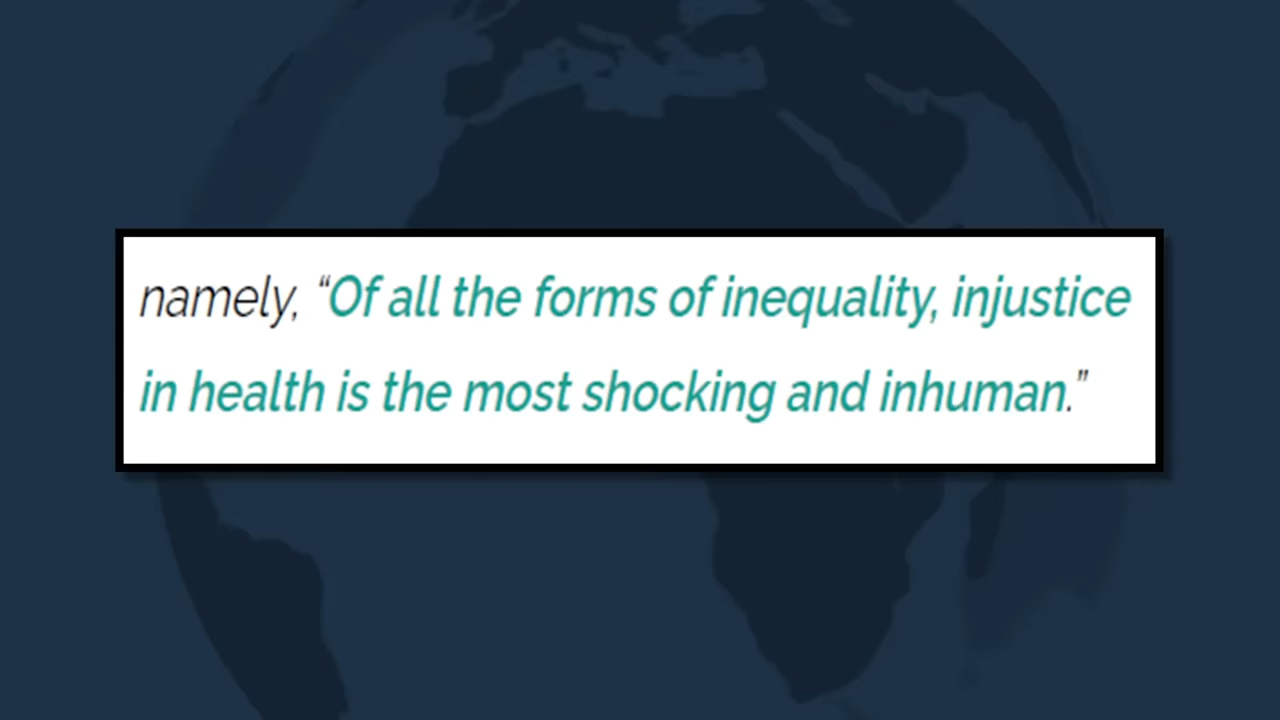 namely, “Of all the forms of inequality, injustice
in health is the most shocking and inhuman.”